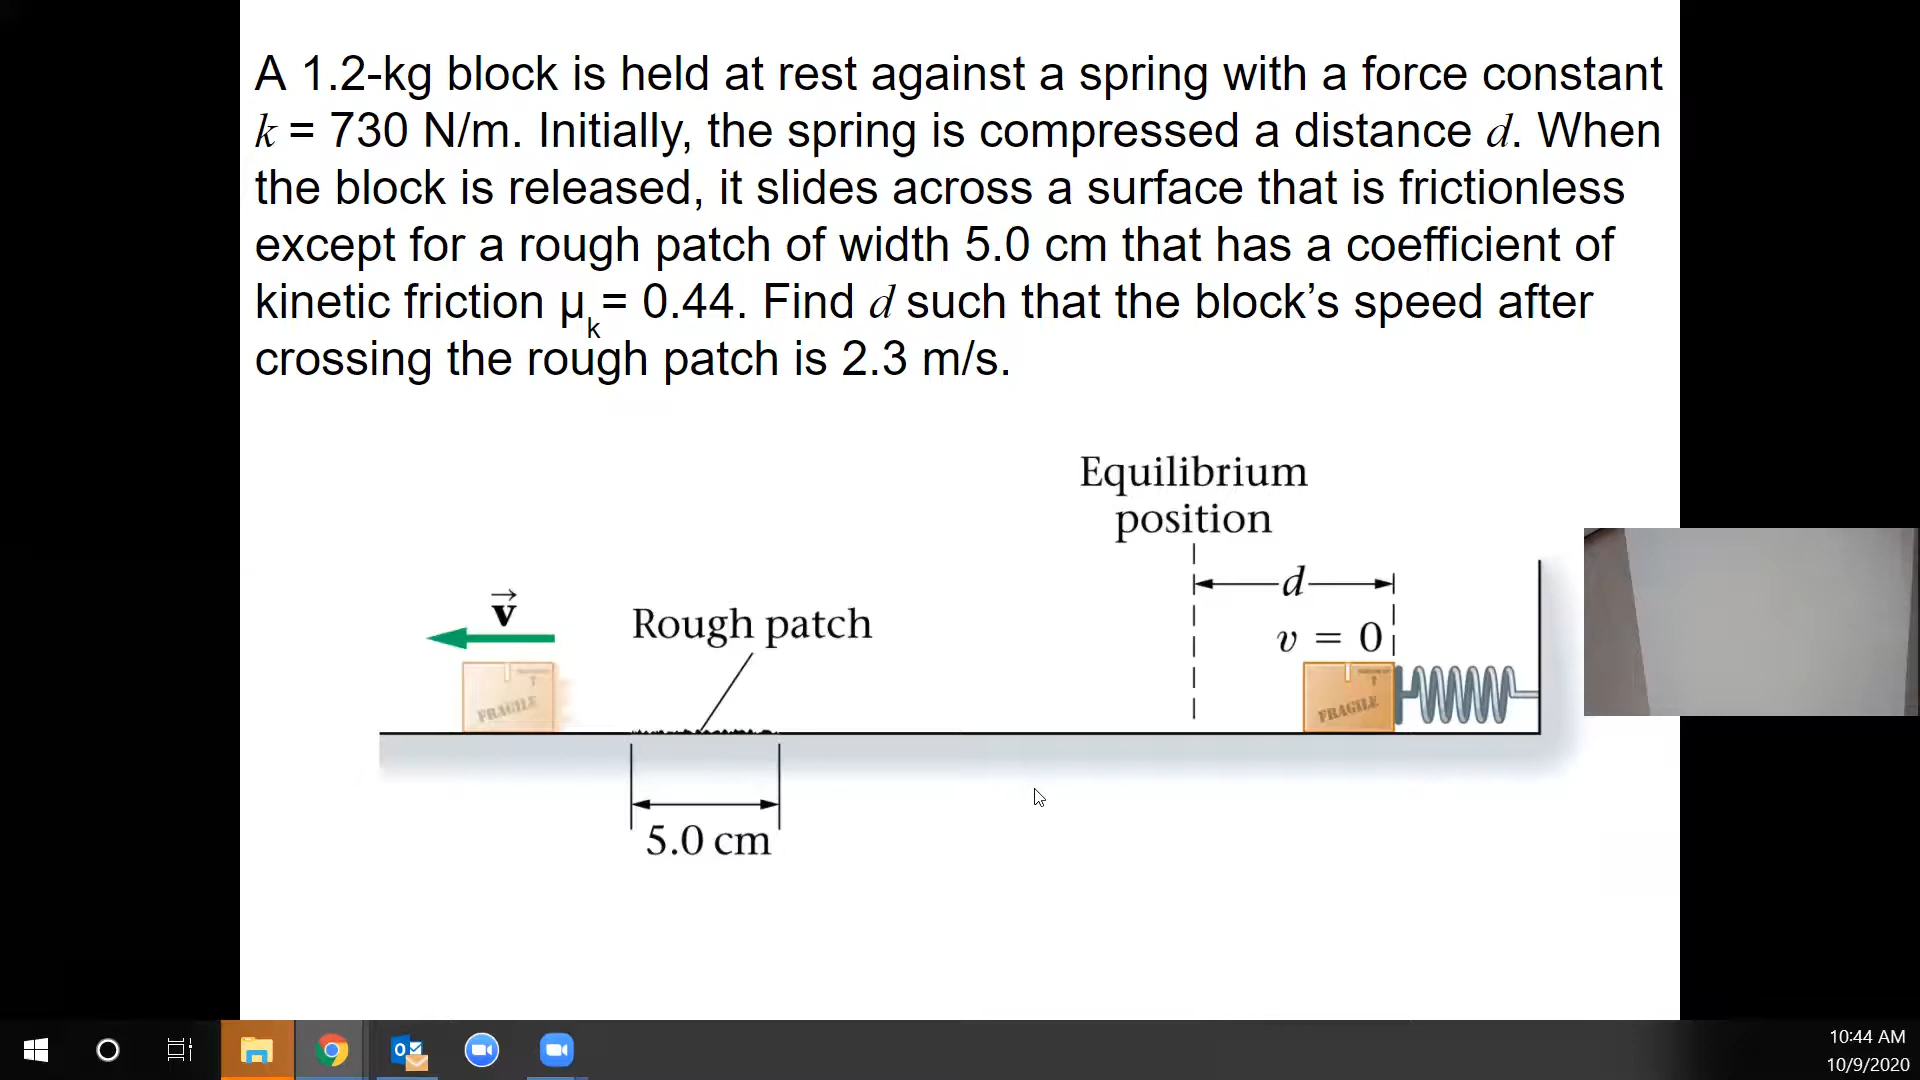 A 1.2-kg block is held at rest against a spring with a force constant
k = 730 N/m. Initially, the spring is compressed a distance d. When
the block is released, it slides across a surface that is frictionless
except for a rough patch of width 5.0 cm that has a coefficient of
kinetic friction μk= 0.44. Find d such that the block’s speed after
crossing the rough patch is 2.3 m/s.
Equilibrium
position
d
v
Rough patch
v = 0
FRAGILE
FRAGILE
5.0 cm
10:44 AM
10/9/2020